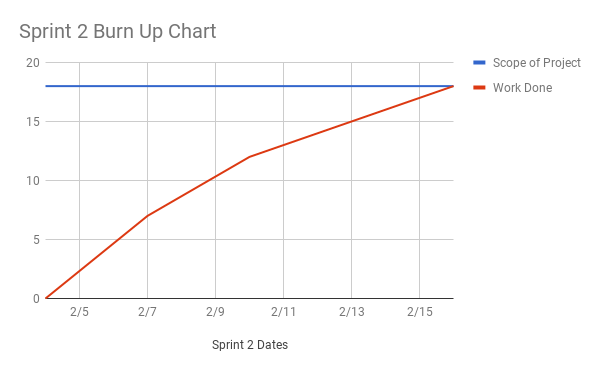 Sprint 2 Burn Up Chart
20
15
10
5
0
2/5 2/7 2/9 2/11 2/13 2/15
Sprint 2 Dates
Scope of Project
Work Done